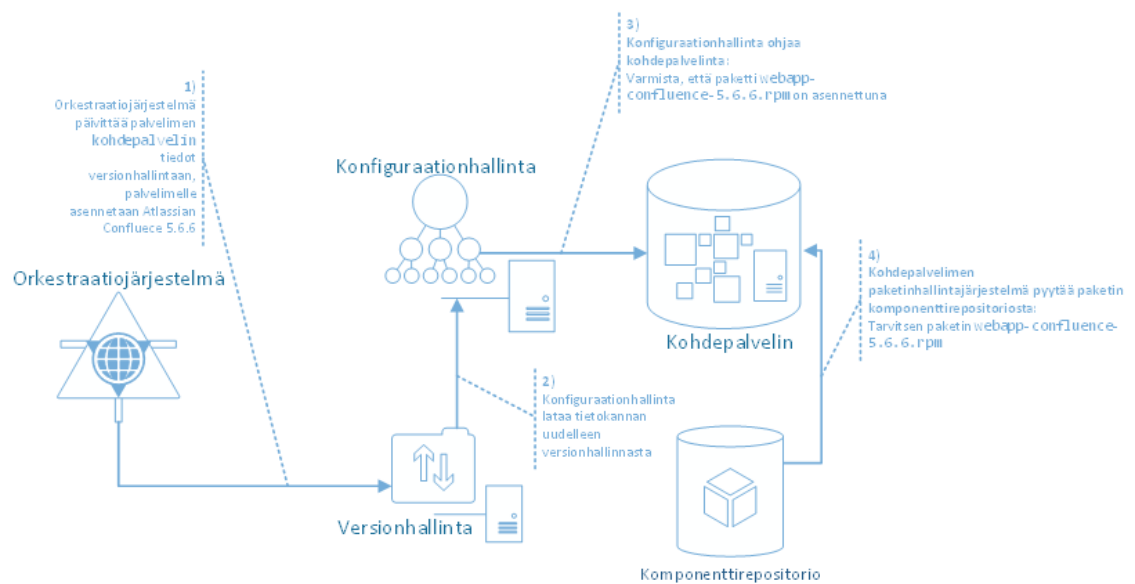 3)
Konfiguraationhallinta ohjaa
kohdepalvelinta:
Varmista, että paketti webapp-
confluence-5.6.6.rpm on asennettuna
1)
Orkestraatiojärjestelmä
päivittää palvelimen
kohdepalvelin
tiedot
versionhallintaan,
palvelimelle
asennetaan Atlassian
Confluece 5.6.6
Konfiguraationhallinta
4)
Kohdepalvelimen
paketinhallintajärjestelmä pyytää paketin
komponenttirepositoriosta:
Tarvitsen paketin webapp-confluence-
5.6.6.rpm
Orkestraatiojärjestelmä
Kohdepalvelin
2)
Konfiguraationhallinta
lataa tietokannan
uudelleen
versionhallinnasta
Versionhallinta
Komponenttirepositorio